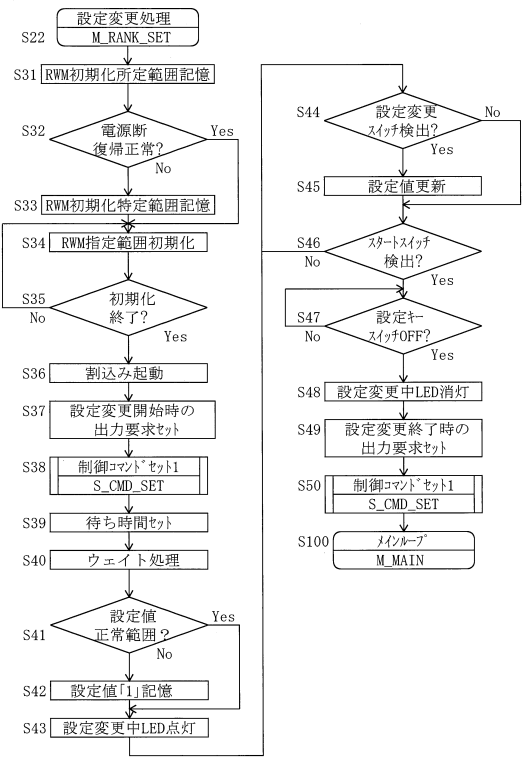 設定変更処理
S22
M_RANK_SET
S31
RWM初期化所定範囲記憶
S32
電源断
復帰正常?
Yes
No
S33
RWM初期化特定範囲記憶
S34
RWM指定範囲初期化
S35
初期化
終了?
No
Yes
S36
割込み起動
S37
設定変更開始時の
出力要求ｾｯﾄ
S38
制御ｺﾏﾝﾄﾞｾｯﾄ1
S_CMD_SET
S39
待ち時間ｾｯﾄ
S40
ウェイト処理
S41
設定値
正常範囲?
Yes
No
S42
設定値｢1｣記憶
S43
設定変更中LED点灯
S44
設定変更
ｽｲｯﾁ検出?
No
Yes
S45
設定値更新
S46
ｽﾀｰﾄｽｲｯﾁ
検出?
No
Yes
S47
設定ｷｰ
ｽｲｯﾁOFF?
No
Yes
S48
設定変更中LED消灯
S49
設定変更終了時の
出力要求ｾｯﾄ
S50
制御ｺﾏﾝﾄﾞｾｯﾄ1
S_CMD_SET
S100
ﾒｲﾝﾙｰﾌﾟ
M_MAIN